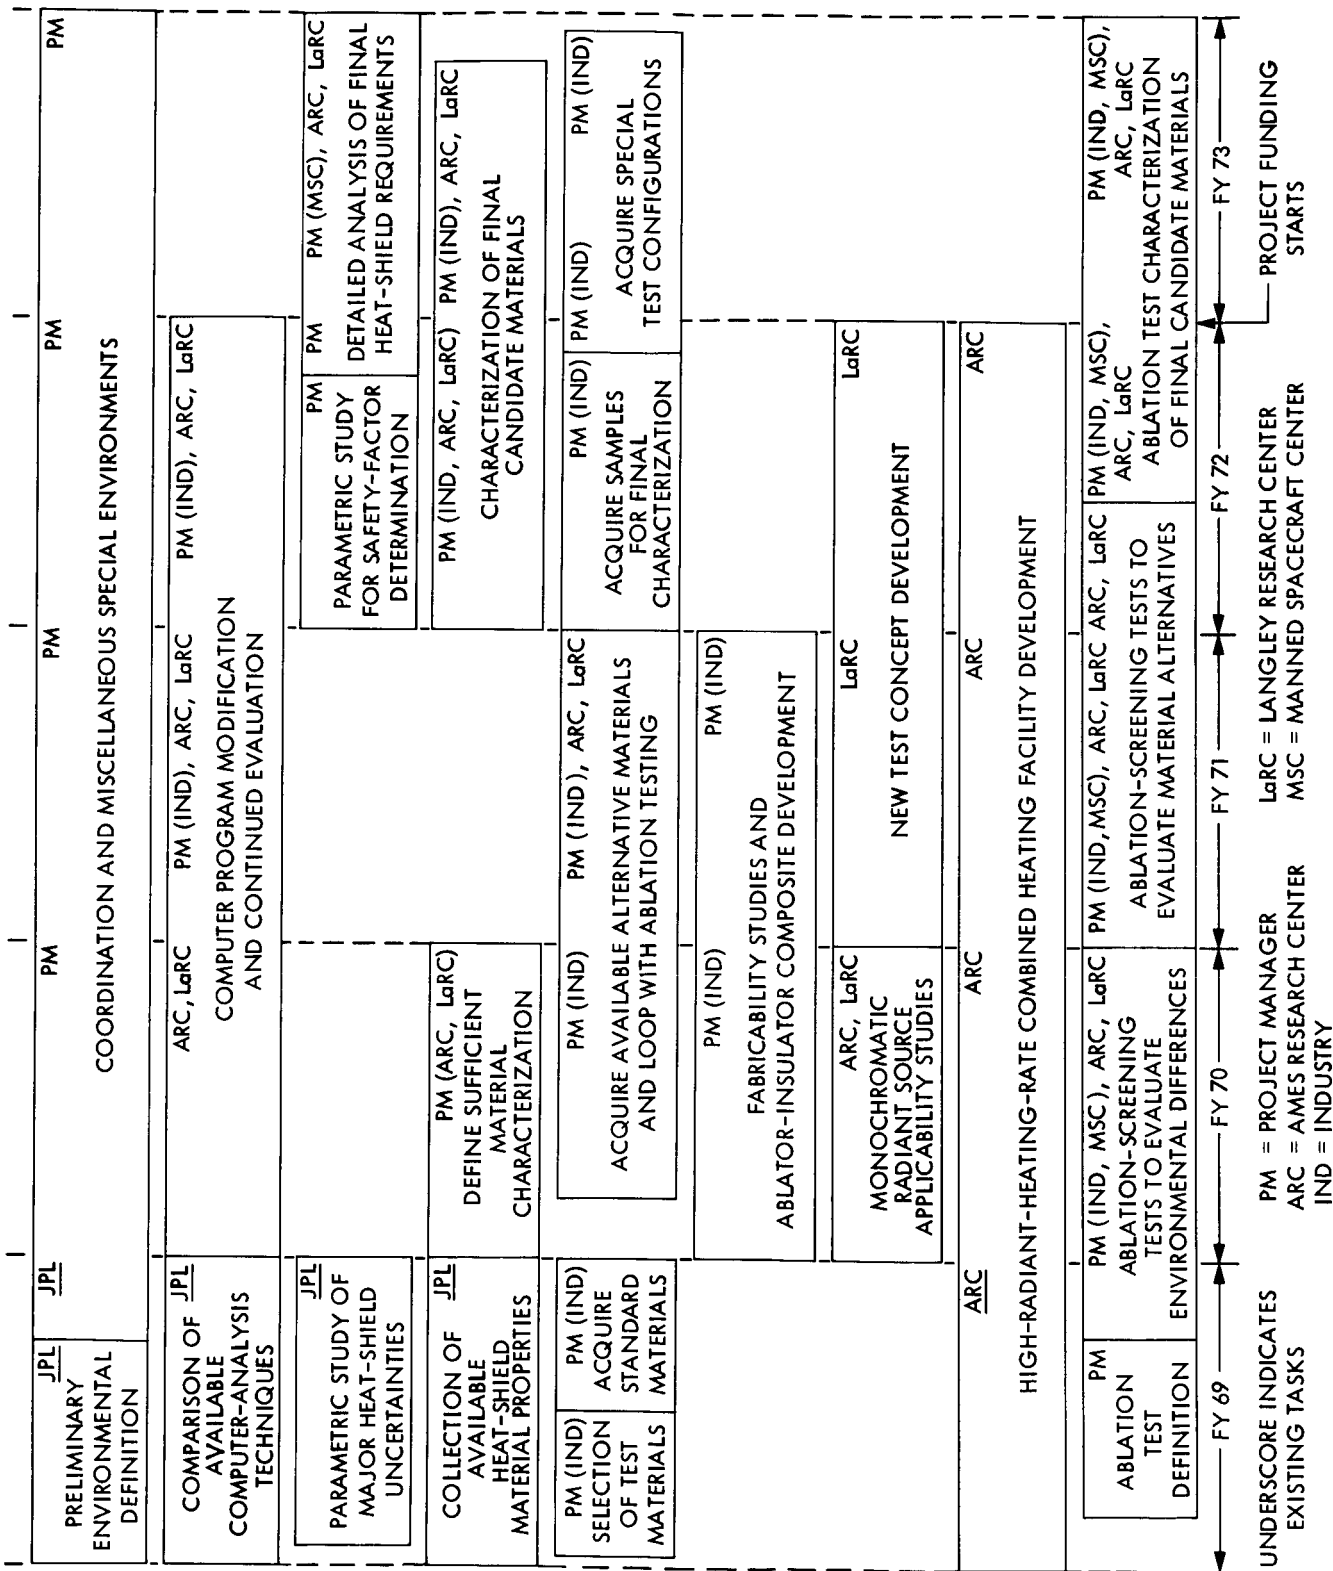 JPL
PRELIMINARY
ENVIRONMENTAL
DEFINITION
JPL
PM
PM
PM
PM
COORDINATION AND MISCELLANEOUS SPECIAL ENVIRONMENTS
JPL
COMPARISON OF
AVAILABLE
COMPUTER-ANALYSIS
TECHNIQUES
ARC, LaRC
PM (IND), ARC, LaRC
PM (IND), ARC, LaRC
COMPUTER PROGRAM MODIFICATION
AND CONTINUED EVALUATION
JPL
PARAMETRIC STUDY OF
MAJOR HEAT-SHIELD
UNCERTAINTIES
PM
PARAMETRIC STUDY
FOR SAFETY-FACTOR
DETERMINATION
PM
PM (MSC), ARC, LaRC
DETAILED ANALYSIS OF FINAL
HEAT-SHIELD REQUIREMENTS
JPL
COLLECTION OF
AVAILABLE
HEAT-SHIELD
MATERIAL PROPERTIES
PM (ARC, LaRC)
DEFINE SUFFICIENT
MATERIAL
CHARACTERIZATION
PM (IND, ARC, LaRC)
PM (IND), ARC, LaRC
CHARACTERIZATION OF FINAL
CANDIDATE MATERIALS
PM (IND)
SELECTION
OF TEST
MATERIALS
PM (IND)
ACQUIRE
STANDARD
MATERIALS
PM (IND)
PM (IND), ARC, LaRC
ACQUIRE AVAILABLE ALTERNATIVE MATERIALS
AND LOOP WITH ABLATION TESTING
PM (IND)
ACQUIRE SAMPLES
FOR FINAL
CHARACTERIZATION
PM (IND)
PM (IND)
ACQUIRE SPECIAL
TEST CONFIGURATIONS
PM (IND)
PM (IND)
FABRICABILITY STUDIES AND
ABLATOR-INSULATOR COMPOSITE DEVELOPMENT
ARC, LaRC
MONOCHROMATIC
RADIANT SOURCE
APPLICABILITY STUDIES
LaRC
LaRC
NEW TEST CONCEPT DEVELOPMENT
ARC
ARC
ARC
ARC
HIGH-RADIANT-HEATING-RATE COMBINED HEATING FACILITY DEVELOPMENT
PM
ABLATION
TEST
DEFINITION
PM (IND, MSC), ARC, LaRC
ABLATION-SCREENING
TESTS TO EVALUATE
ENVIRONMENTAL DIFFERENCES
PM (IND,MSC), ARC, LaRC ARC, LaRC
ABLATION-SCREENING TESTS TO
EVALUATE MATERIAL ALTERNATIVES
PM (IND, MSC),
ARC, LaRC
PM (IND, MSC),
ARC, LaRC
ABLATION TEST CHARACTERIZATION
OF FINAL CANDIDATE MATERIALS
FY 69
FY 70
FY 71
FY 72
FY 73
PROJECT FUNDING
STARTS
UNDERSCORE INDICATES
EXISTING TASKS
PM = PROJECT MANAGER
ARC = AMES RESEARCH CENTER
IND = INDUSTRY
LaRC = LANGLEY RESEARCH CENTER
MSC = MANNED SPACECRAFT CENTER